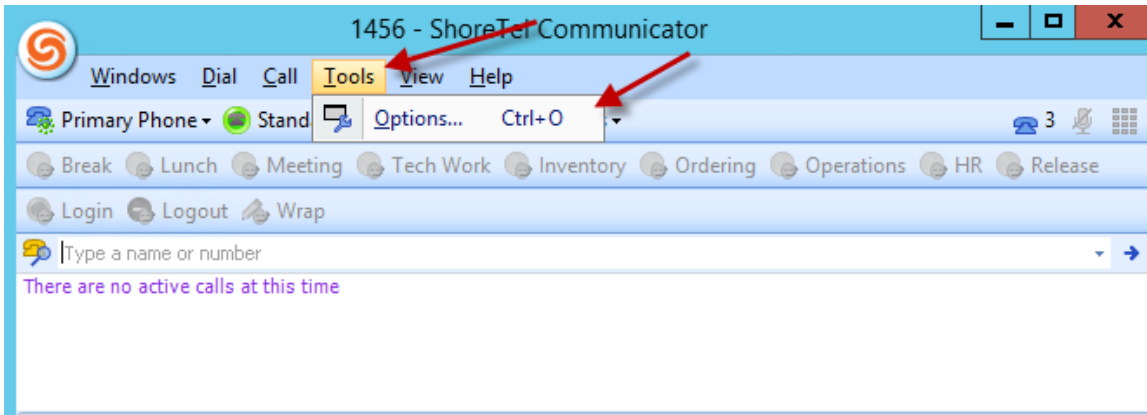 1456 - ShoreTel Communicator
Windows Dial Call Tools View Help
Primary Phone Stand
Options... Ctrl+O
3
Break Lunch Meeting Tech Work Inventory Ordering Operations HR Release
Login Logout Wrap
Type a name or number
There are no active calls at this time